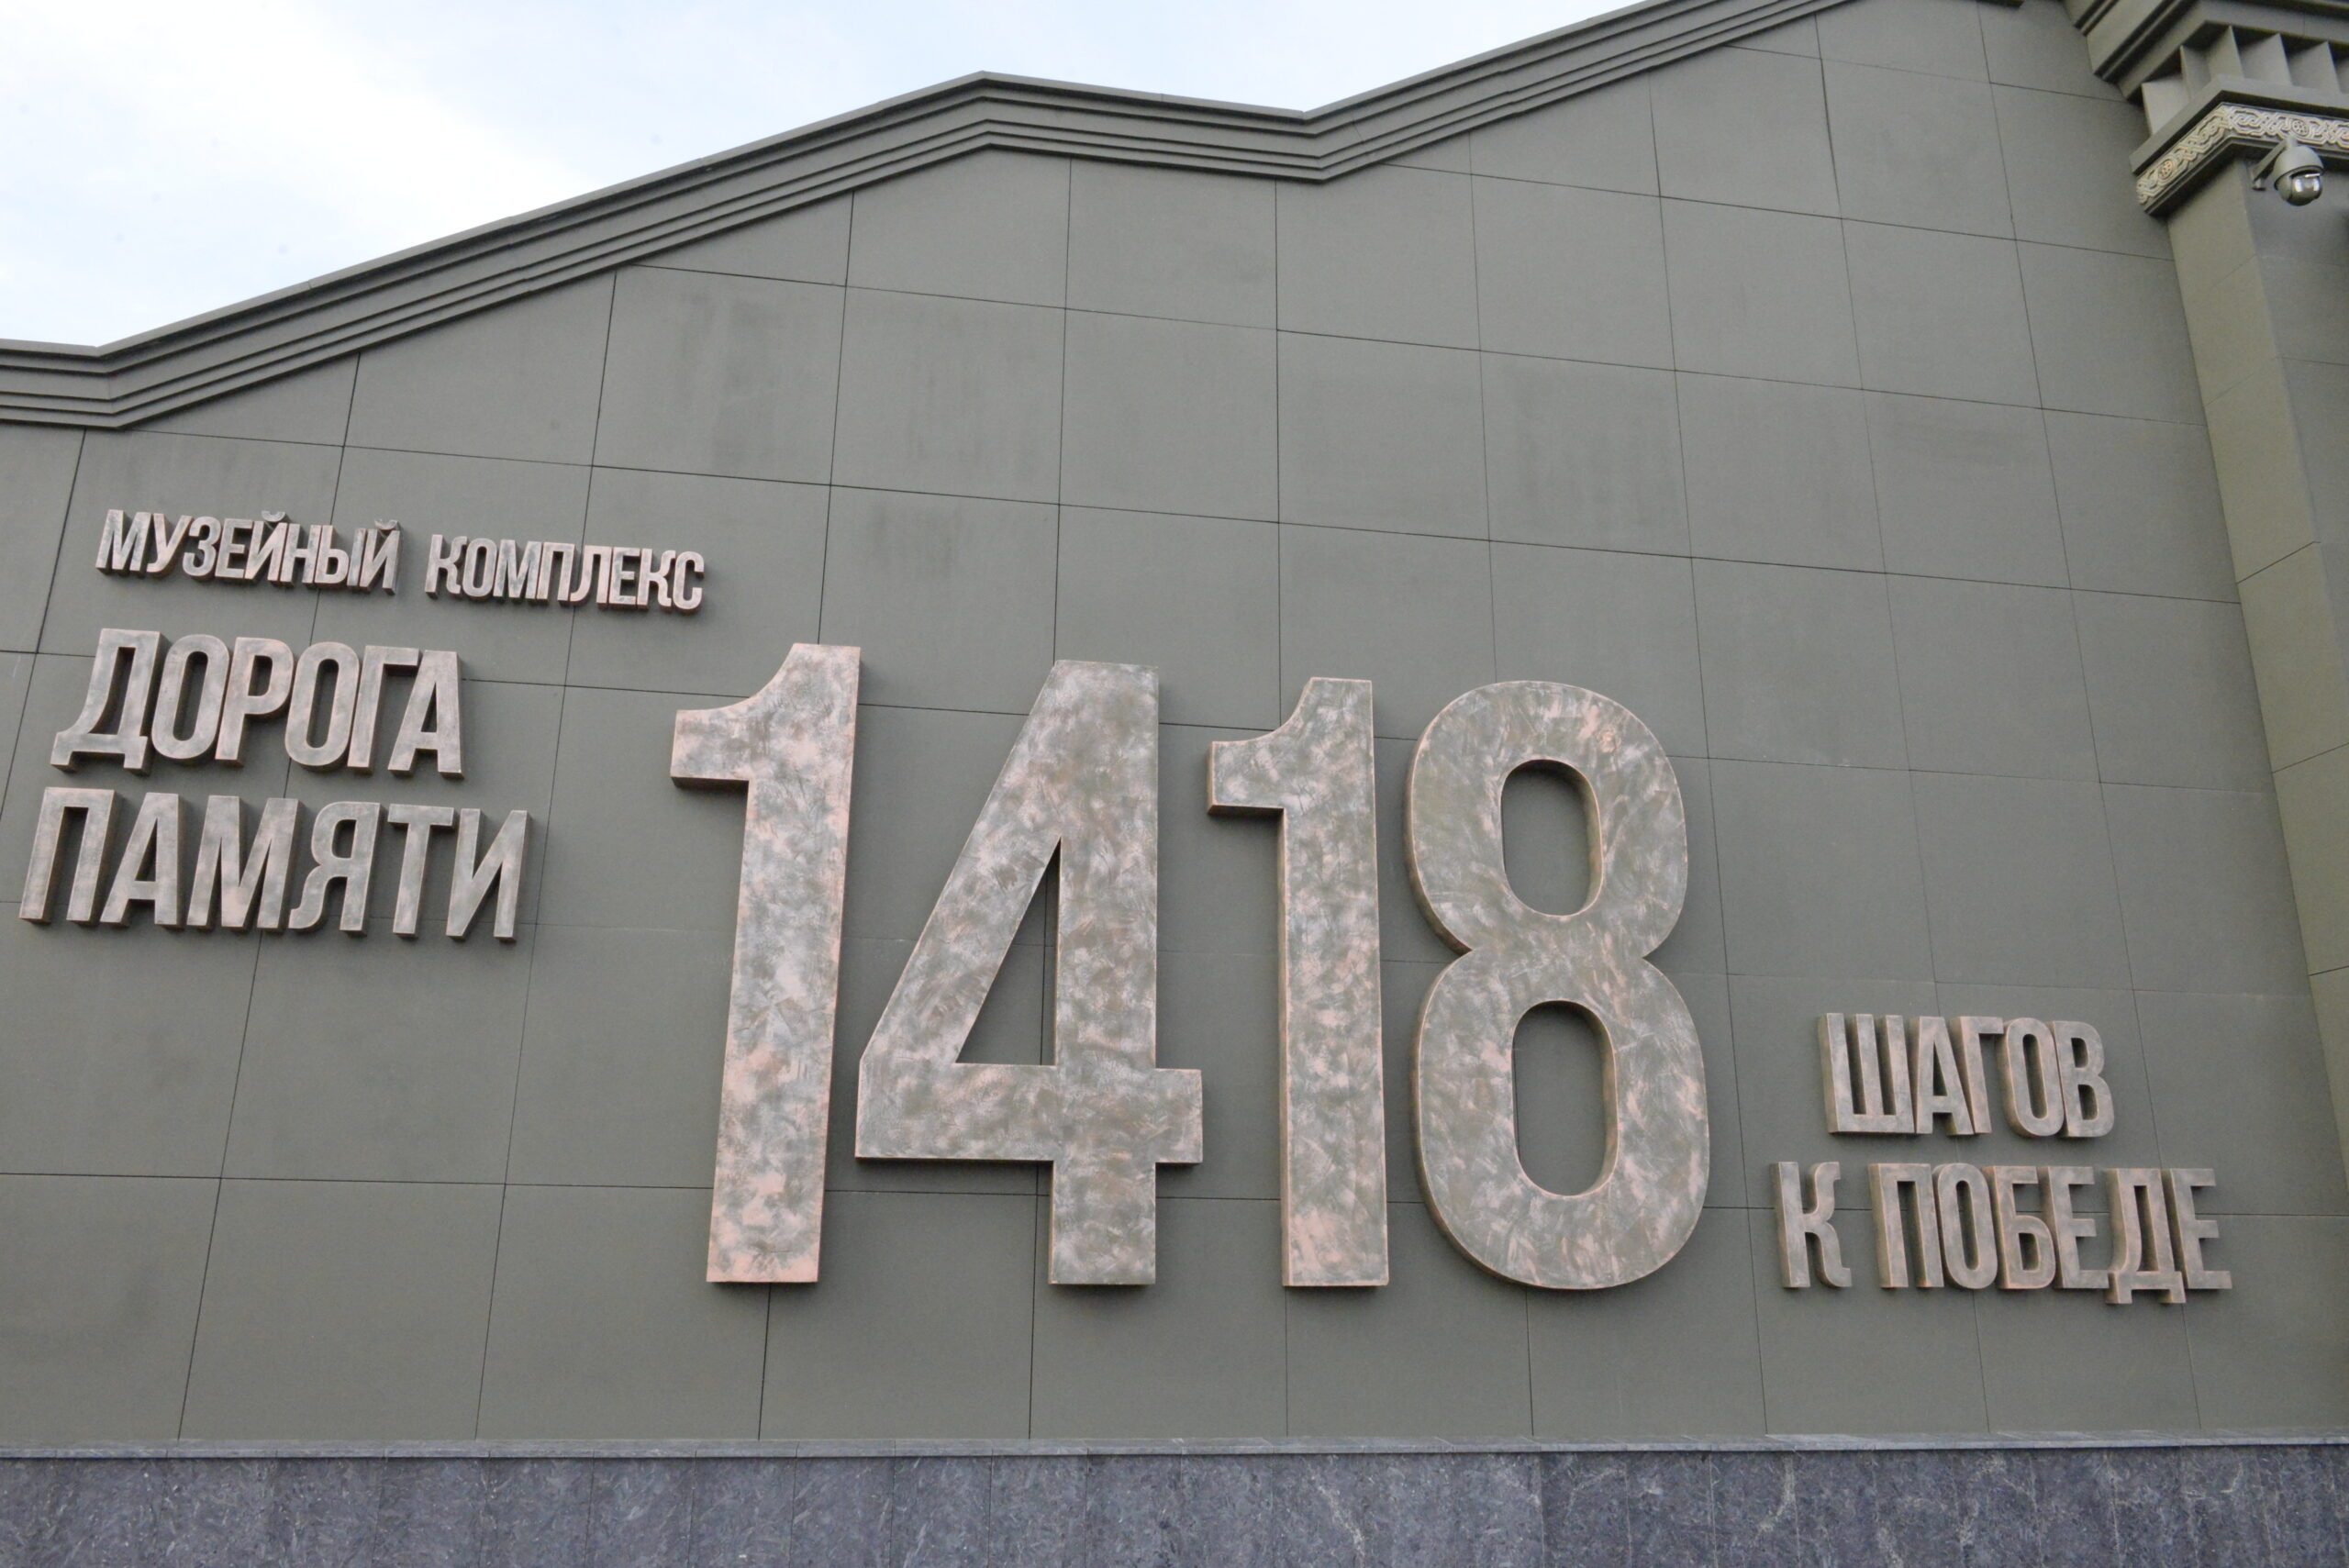 МУЗЕЙНЫЙ КОМПЛЕКС
ДОРОГА
ПАМЯТИ
1418
ШАГОВ
К ПОБЕДЕ